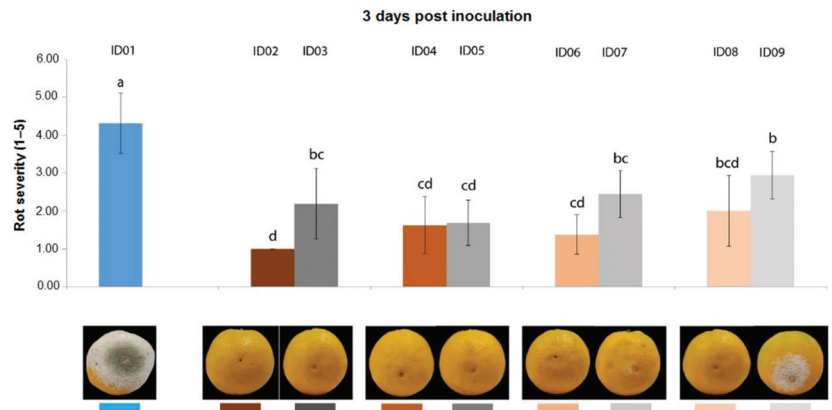 3 days post inoculation
ID01 ID02 ID03 ID04 ID05 ID06 ID07 ID08 ID09
Rot severity (1–5)
6.00
5.00
4.00
3.00
2.00
1.00
0.00
a
d
bc
cd
cd
cd
bc
bcd
b